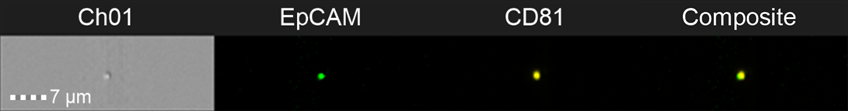 Ch01 EpCAM CD81 Composite
7 µm